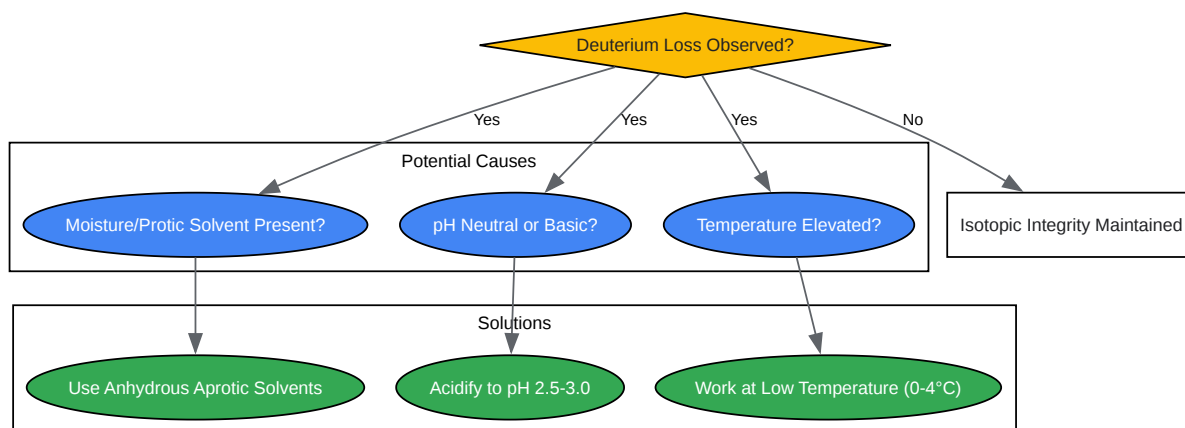 Deuterium Loss Observed?
Yes
Yes
Yes
No
Potential Causes
Moisture/Protic Solvent Present?
pH Neutral or Basic?
Temperature Elevated?
Isotopic Integrity Maintained
Solutions
Use Anhydrous Aprotic Solvents
Acidify to pH 2.5-3.0
Work at Low Temperature (0-4°C)